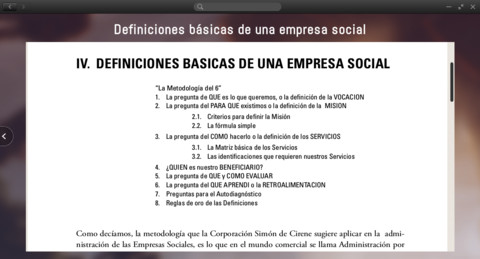 Definiciones básicas de una empresa social
IV. DEFINICIONES BASICAS DE UNA EMPRESA SOCIAL
"La Metodología del 6"
1. La pregunta de QUE es lo que queremos, o la definición de la VOCACION
2. La pregunta del PARA QUE existimos o la definición de la MISION
2.1. Criterios para definir la Misión
2.2. La fórmula simple
3. La pregunta del COMO hacerlo o la definición de los SERVICIOS
3.1. La Matriz básica de los Servicios
3.2. Las identificaciones que requieren nuestros Servicios
4. ¿QUIEN es nuestro BENEFICIARIO?
5. La pregunta de QUE y COMO EVALUAR
6. La pregunta del QUE APRENDI o la RETROALIMENTACION
7. Preguntas para el Autodiagnóstico
8. Reglas de oro de las Definiciones
Como decíamos, la metodología que la Corporación Simón de Cirene sugiere aplicar en la admi-
nistración de las Empresas Sociales, es lo que en el mundo comercial se llama Administración por